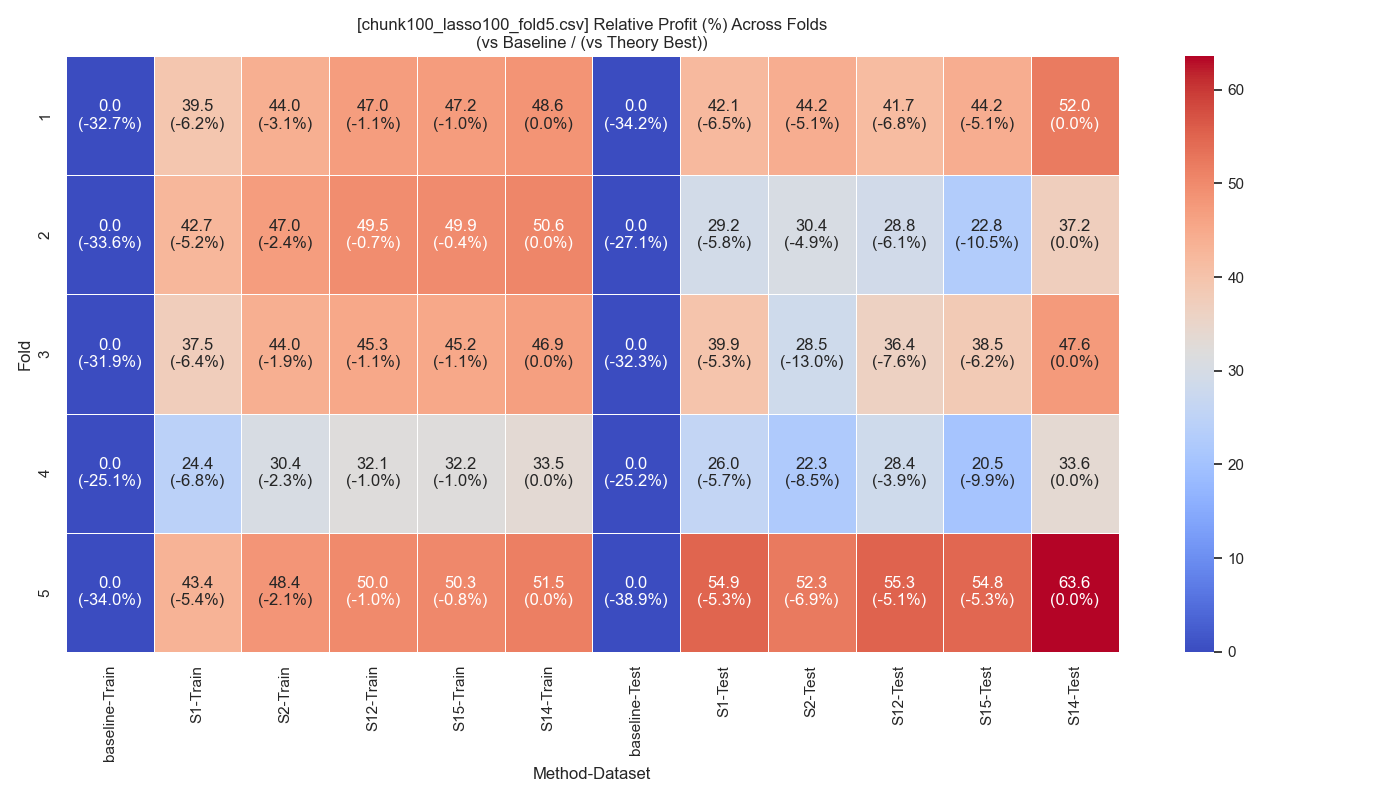 [chunk100_lasso100_fold5.csv] Relative Profit (%) Across Folds
(vs Baseline / (vs Theory Best))
Fold
1
0.0 39.5 44.0 47.0 47.2 48.6 0.0 42.1 44.2 41.7 44.2 52.0
(-32.7%) (-6.2%) (-3.1%) (-1.1%) (-1.0%) (0.0%) (-34.2%) (-6.5%) (-5.1%) (-6.8%) (-5.1%) (0.0%)
2
0.0 42.7 47.0 49.5 49.9 50.6 0.0 29.2 30.4 28.8 22.8 37.2
(-33.6%) (-5.2%) (-2.4%) (-0.7%) (-0.4%) (0.0%) (-27.1%) (-5.8%) (-4.9%) (-6.1%) (-10.5%) (0.0%)
3
0.0 37.5 44.0 45.3 45.2 46.9 0.0 39.9 28.5 36.4 38.5 47.6
(-31.9%) (-6.4%) (-1.9%) (-1.1%) (-1.1%) (0.0%) (-32.3%) (-5.3%) (-13.0%) (-7.6%) (-6.2%) (0.0%)
4
0.0 24.4 30.4 32.1 32.2 33.5 0.0 26.0 22.3 28.4 20.5 33.6
(-25.1%) (-6.8%) (-2.3%) (-1.0%) (-1.0%) (0.0%) (-25.2%) (-5.7%) (-8.5%) (-3.9%) (-9.9%) (0.0%)
5
0.0 43.4 48.4 50.0 50.3 51.5 0.0 54.9 52.3 55.3 54.8 63.6
(-34.0%) (-5.4%) (-2.1%) (-1.0%) (-0.8%) (0.0%) (-38.9%) (-5.3%) (-6.9%) (-5.1%) (-5.3%) (0.0%)
baseline-Train
S1-Train
S2-Train
S12-Train
S15-Train
S14-Train
baseline-Test
S1-Test
S2-Test
S12-Test
S15-Test
S14-Test
Method-Dataset
60
50
40
30
20
10
0